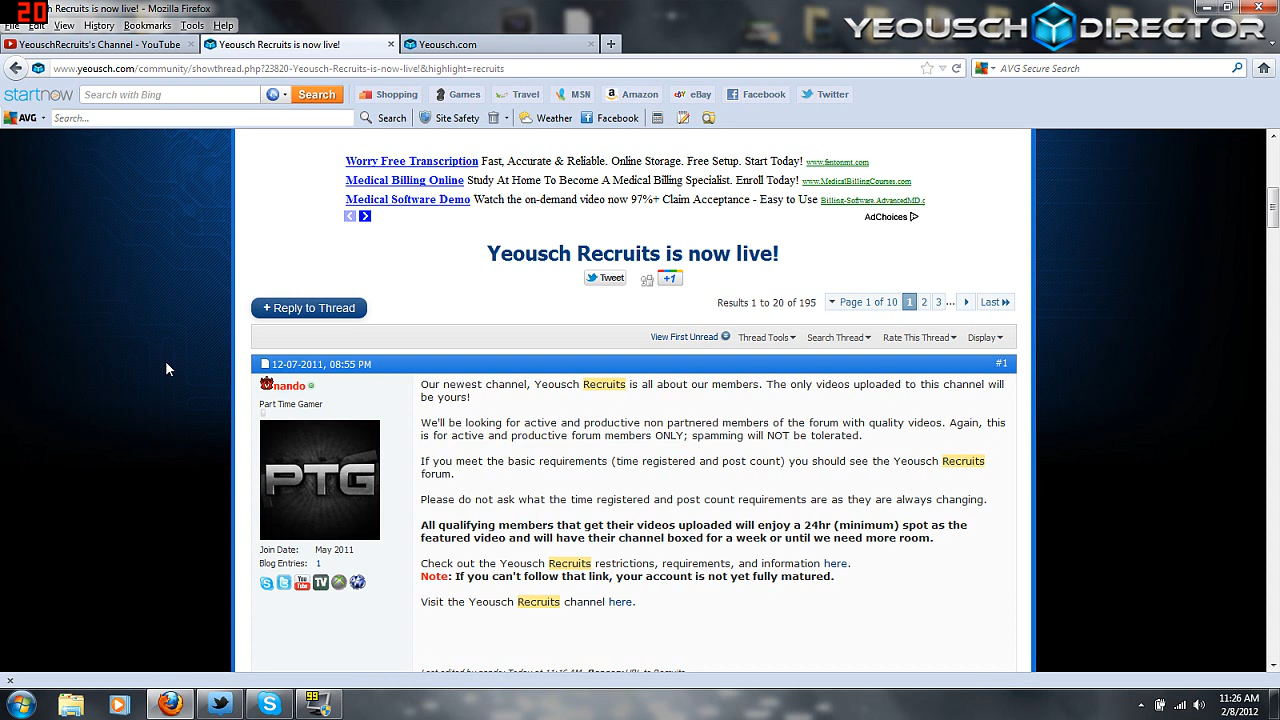 20
h Recruits is now live! - Mozilla Firefox
File Edit View History Bookmarks Tools Help
YEOUSCH DIRECTOR
YeouschRecruits's Channel - YouTube
Yeousch Recruits is now live!
Yeousch.com
www.yeousch.com/community/showthread.php?23820-Yeousch-Recruits-is-now-live!&highlight=recruits
AVG Secure Search
startnow Search with Bing Search Shopping Games Travel MSN Amazon eBay Facebook Twitter
AVG Search... Search Site Safety Weather Facebook
Worry Free Transcription Fast, Accurate & Reliable. Online Storage. Free Setup. Start Today! www.fentonmt.com
Medical Billing Online Study At Home To Become A Medical Billing Specialist. Enroll Today! www.MedicalBillingCourses.com
Medical Software Demo Watch the on-demand video now 97%+ Claim Acceptance - Easy to Use Billing-Software.AdvancedMD.c
AdChoices
Yeousch Recruits is now live!
Tweet +1
+ Reply to Thread
Results 1 to 20 of 195 Page 1 of 10 1 2 3 ... Last
View First Unread Thread Tools Search Thread Rate This Thread Display
12-07-2011, 08:55 PM #1
nando
Part Time Gamer
PTG
Join Date: May 2011
Blog Entries: 1
You Tube TV
Our newest channel, Yeousch Recruits is all about our members. The only videos uploaded to this channel will
be yours!
We'll be looking for active and productive non partnered members of the forum with quality videos. Again, this
is for active and productive forum members ONLY; spamming will NOT be tolerated.
If you meet the basic requirements (time registered and post count) you should see the Yeousch Recruits
forum.
Please do not ask what the time registered and post count requirements are as they are always changing.
All qualifying members that get their videos uploaded will enjoy a 24hr (minimum) spot as the
featured video and will have their channel boxed for a week or until we need more room.
Check out the Yeousch Recruits restrictions, requirements, and information here.
Note: If you can't follow that link, your account is not yet fully matured.
Visit the Yeousch Recruits channel here.
99
11:26 AM
2/8/2012